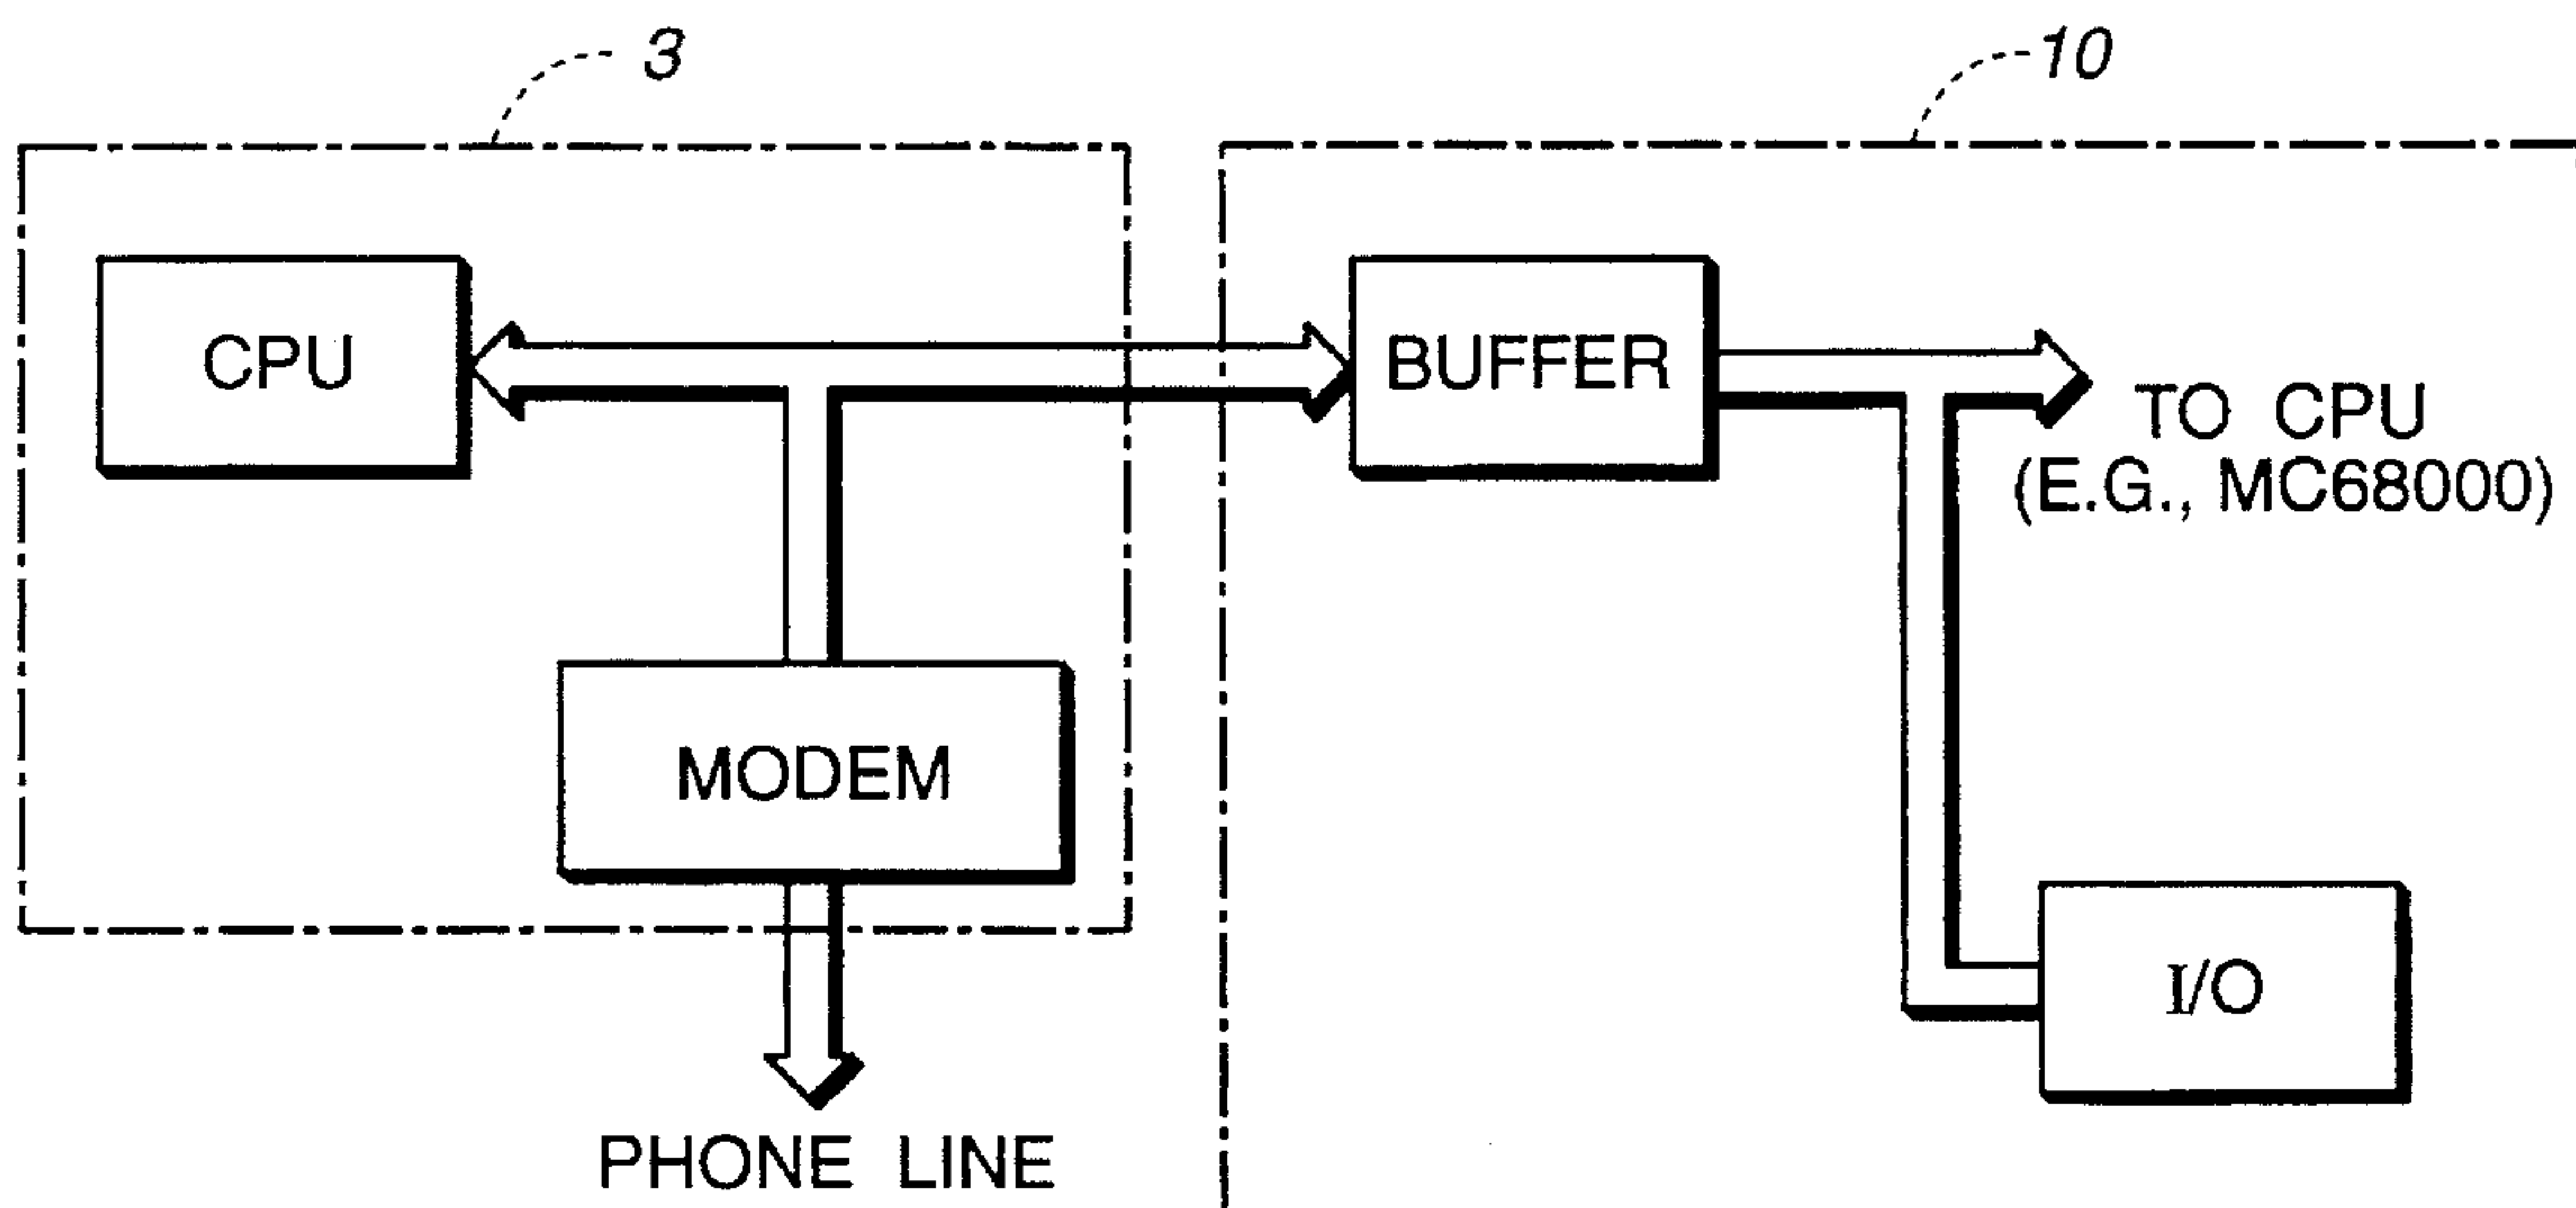 3
10
CPU
BUFFER
TO CPU
(E.G., MC68000)
MODEM
I/O
PHONE LINE